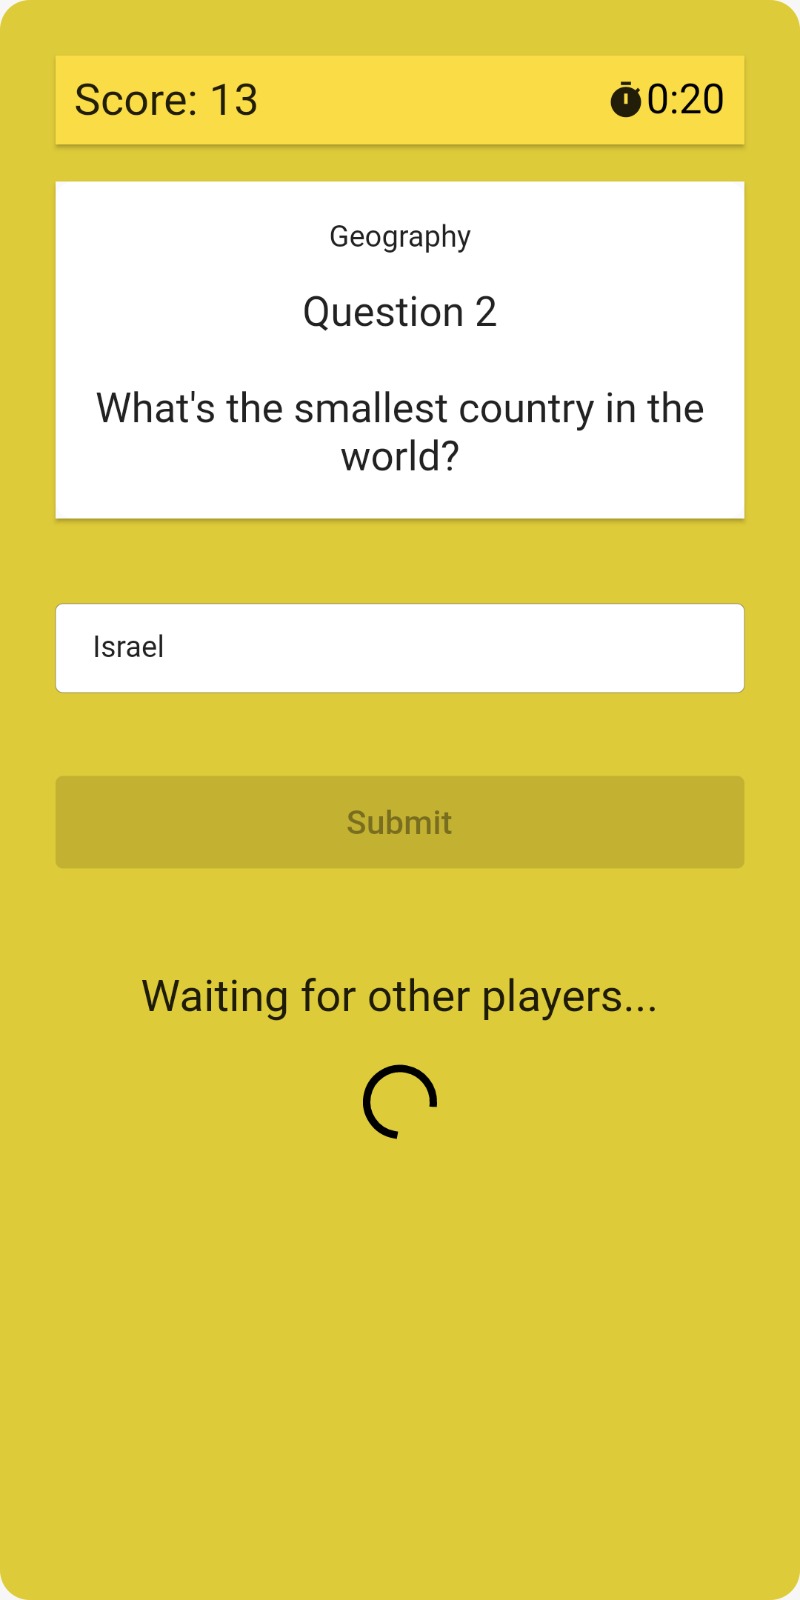 Score: 13
0:20
Geography
Question 2
What's the smallest country in the
world?
Israel
Submit
Waiting for other players...